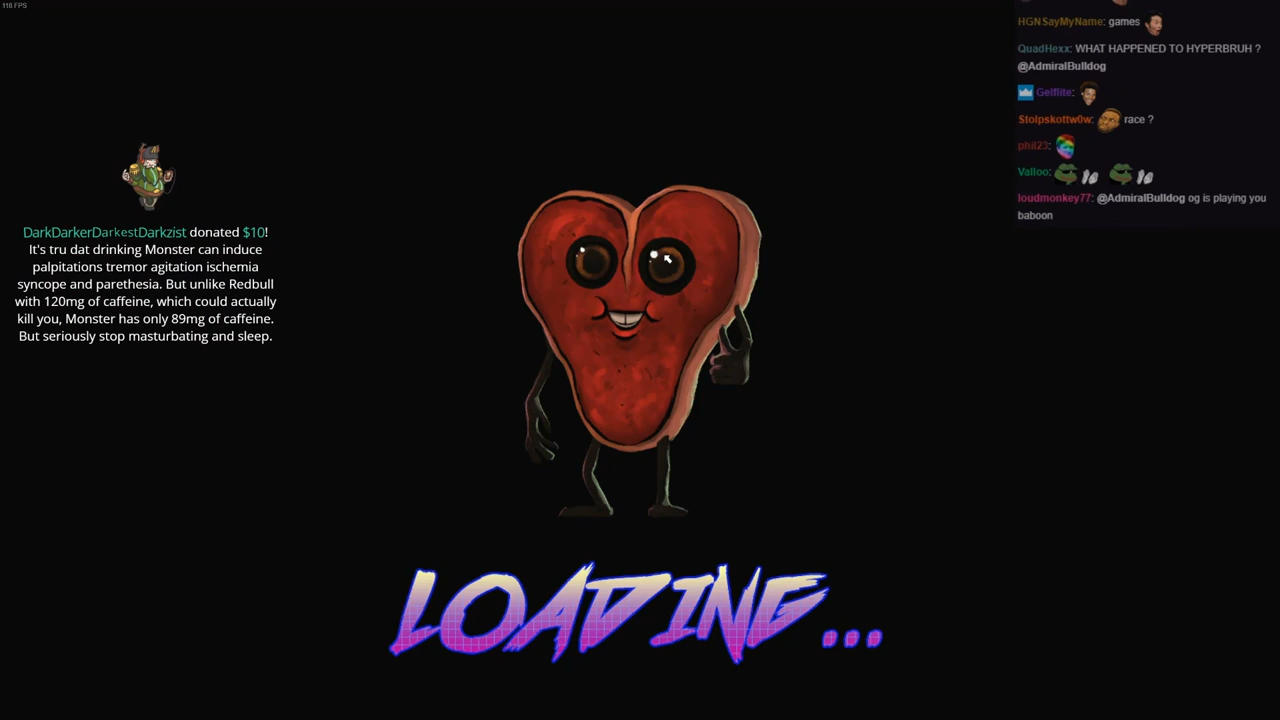 118 FPS
HGNSayMyName: games
QuadHexx: WHAT HAPPENED TO HYPERBRUH ?
@AdmiralBulldog
Gelflite:
Stolpskottw0w: race ?
phil23:
Valloo:
loudmonkey77: @AdmiralBulldog og is playing you
baboon
DarkDarkerDarkestDarkzist donated $10!
It's tru dat drinking Monster can induce
palpitations tremor agitation ischemia
syncope and parethesia. But unlike Redbull
with 120mg of caffeine, which could actually
kill you, Monster has only 89mg of caffeine.
But seriously stop masturbating and sleep.
LOADING...